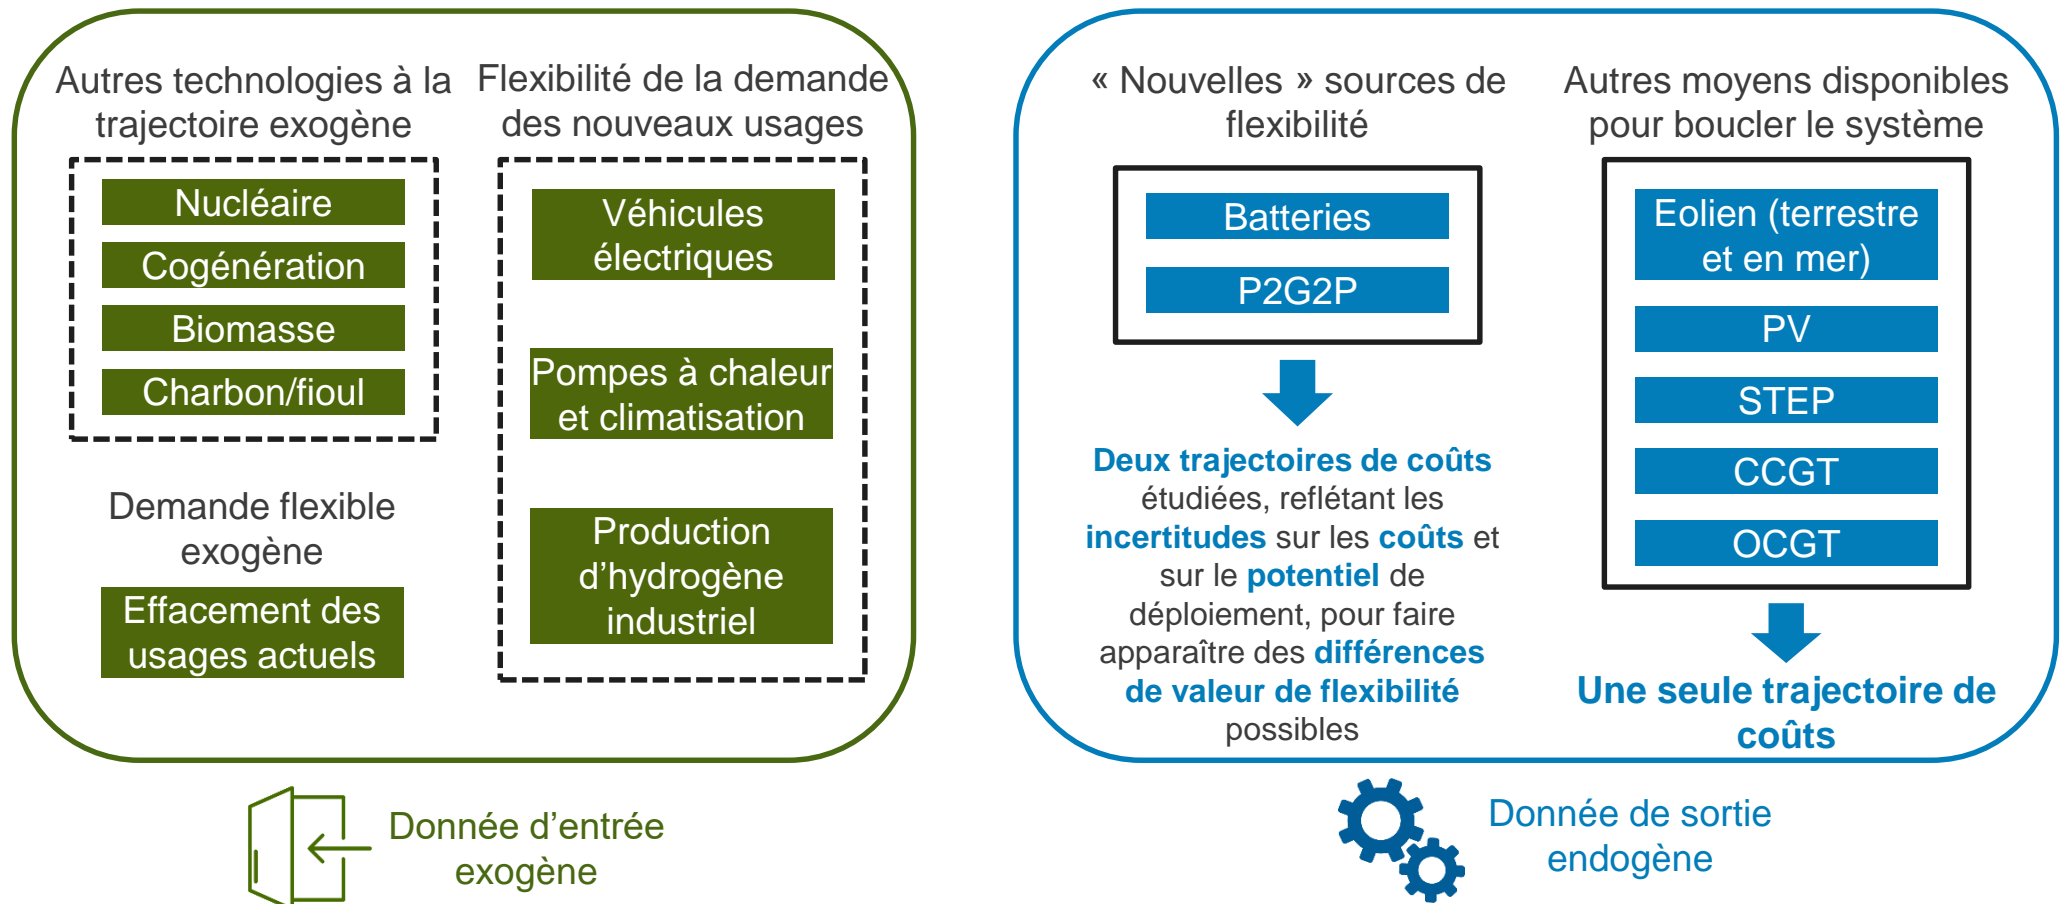 Autres technologies à la
trajectoire exogène
Nucléaire
Cogénération
Biomasse
Charbon/fioul
Demande flexible
exogène
Effacement des
usages actuels
Flexibilité de la demande
des nouveaux usages
Véhicules
électriques
Pompes à chaleur
et climatisation
Production
d’hydrogène
industriel
Donnée d’entrée
exogène
« Nouvelles » sources de
flexibilité
Batteries
P2G2P
Deux trajectoires de coûts
étudiées, reflétant les
incertitudes sur les coûts et
sur le potentiel de
déploiement, pour faire
apparaître des différences
de valeur de flexibilité
possibles
Autres moyens disponibles
pour boucler le système
Eolien (terrestre
et en mer)
PV
STEP
CCGT
OCGT
Une seule trajectoire de
coûts
Donnée de sortie
endogène